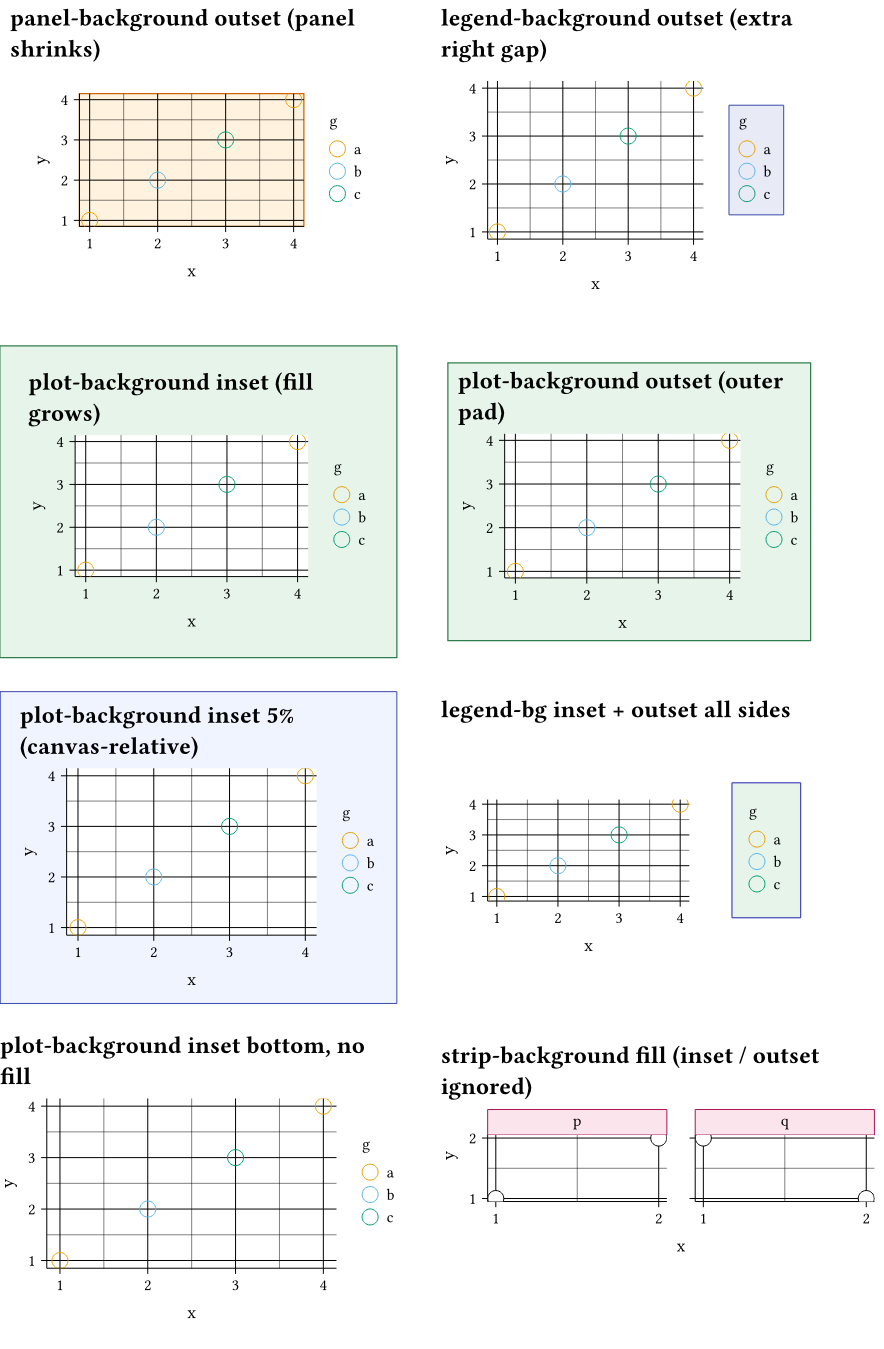 panel-background outset (panel
shrinks)
4
3
2
1
y
1 2 3 4
x
g
a
b
c
legend-background outset (extra
right gap)
4
3
2
1
y
1 2 3 4
x
g
a
b
c
plot-background inset (fill
grows)
4
3
2
1
y
1 2 3 4
x
g
a
b
c
plot-background outset (outer
pad)
4
3
2
1
y
1 2 3 4
x
g
a
b
c
plot-background inset 5%
(canvas-relative)
4
3
2
1
y
1 2 3 4
x
g
a
b
c
legend-bg inset + outset all sides
4
3
2
1
y
1 2 3 4
x
g
a
b
c
plot-background inset bottom, no
fill
4
3
2
1
y
1 2 3 4
x
g
a
b
c
strip-background fill (inset / outset
ignored)
p q
2
1
y
1 2 1 2
x